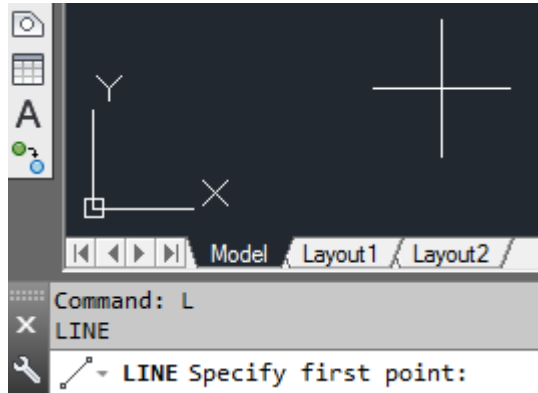 A
Y
X
Model Layout1 Layout2
Command: L
LINE
LINE Specify first point: